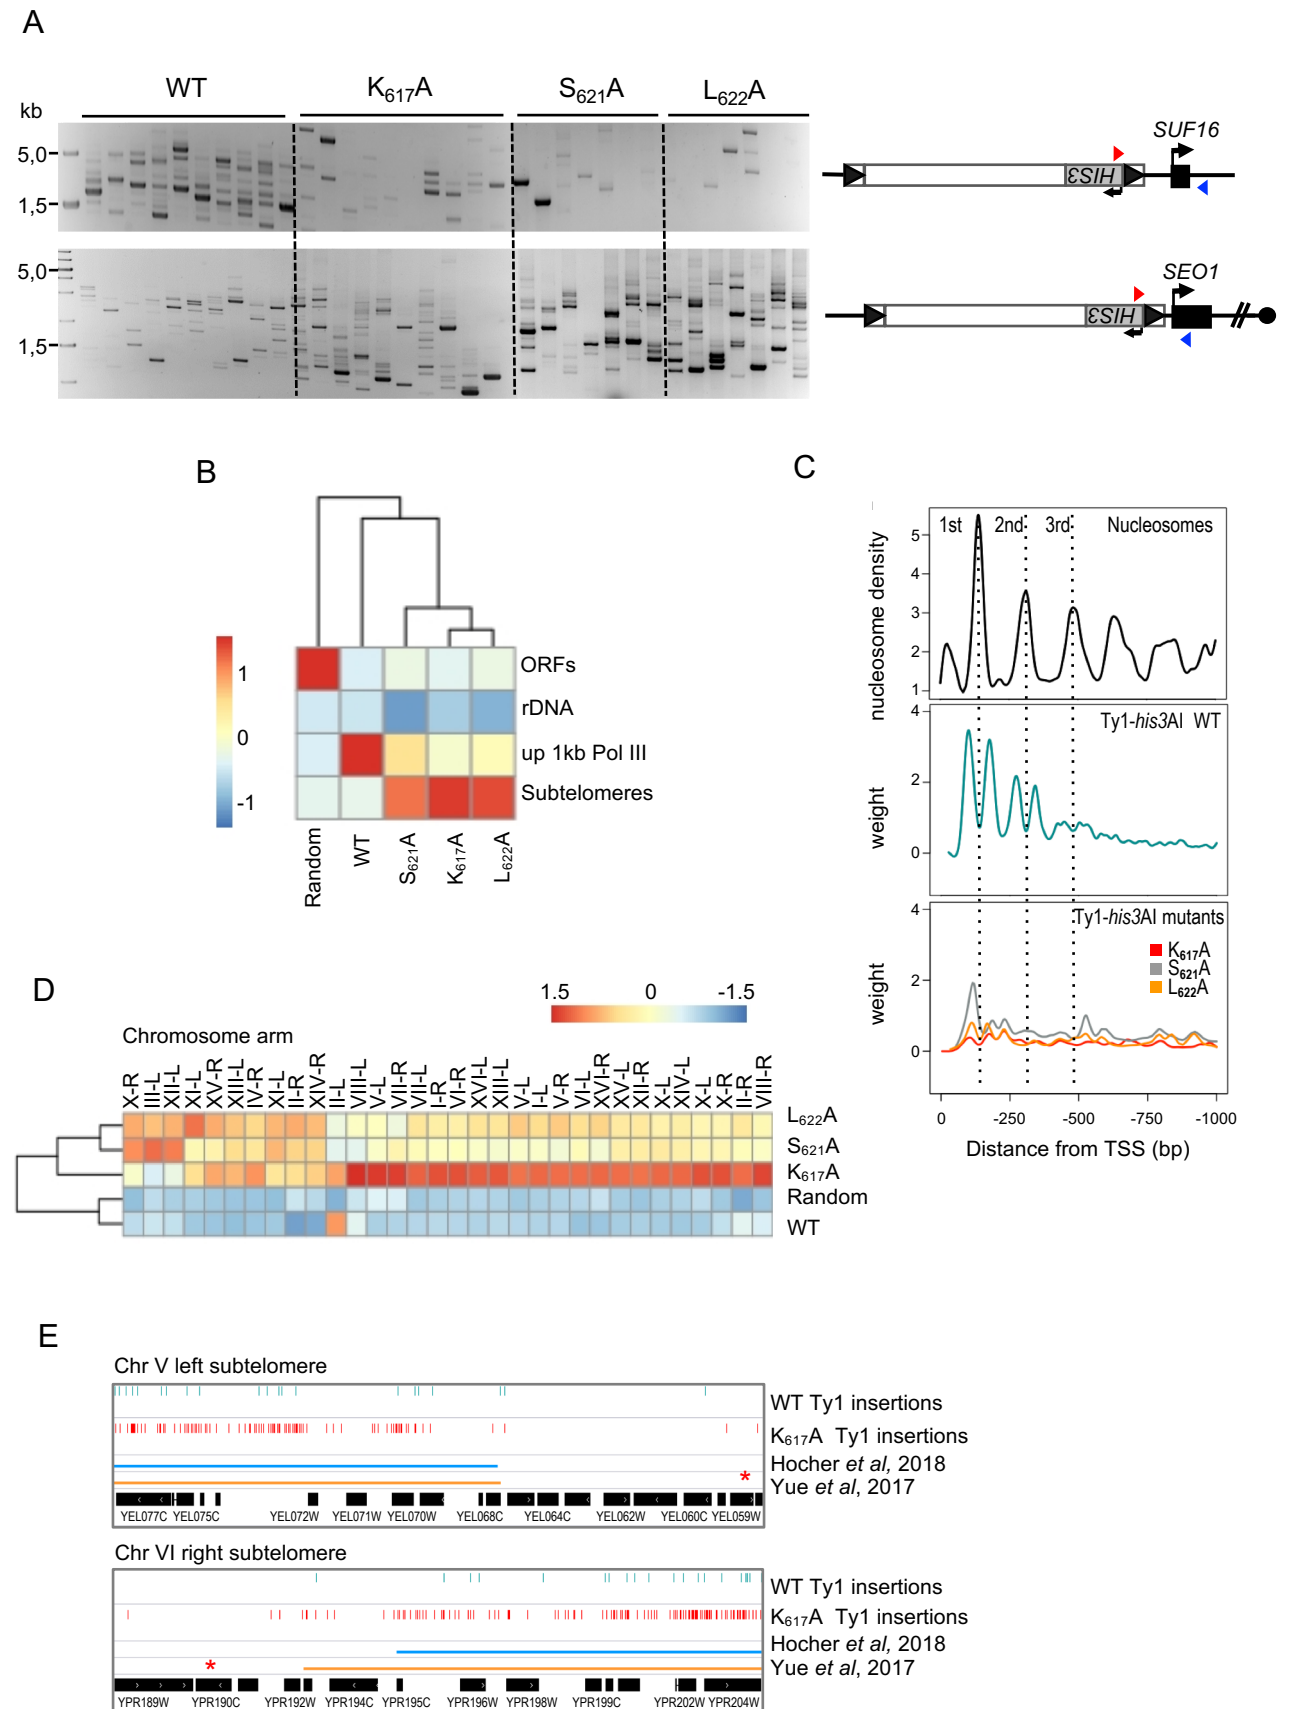 A
WT K617A S621A L622A
kb
5,0
1,5
HIS3
SUF16
5,0
1,5
HIS3
SEO1
B
1
0
-1
ORFs
rDNA
up 1kb Pol III
Subtelomeres
Random WT S621A K617A L622A
C
nucleosome density
5
4
3
2
1
1st 2nd 3rd Nucleosomes
weight
4
2
0
Ty1-his3AI WT
weight
4
2
0
Ty1-his3AI mutants
K617A
S621A
L622A
0 -250 -500 -750 -1000
Distance from TSS (bp)
D
1.5 0 -1.5
Chromosome arm
X-R III-L XII-L XI-L XV-R XIII-L IV-R XI-L II-R XIV-R II-L VIII-L V-L VII-R I-R VI-R XVI-L XIII-L V-L I-L V-R VI-L XVI-R XV-L XII-R X-L XIV-L X-L X-R II-R VIII-R
L622A
S621A
K617A
Random
WT
E
Chr V left subtelomere
WT Ty1 insertions
K617A Ty1 insertions
Hocher et al, 2018
*
Yue et al, 2017
YEL077C YEL075C YEL072W YEL071W YEL070W YEL068C YEL064C YEL062W YEL060C YEL059W
Chr VI right subtelomere
WT Ty1 insertions
K617A Ty1 insertions
Hocher et al, 2018
*
Yue et al, 2017
YPR189W YPR190C YPR192W YPR194C YPR195C YPR196W YPR198W YPR199C YPR202W YPR204W